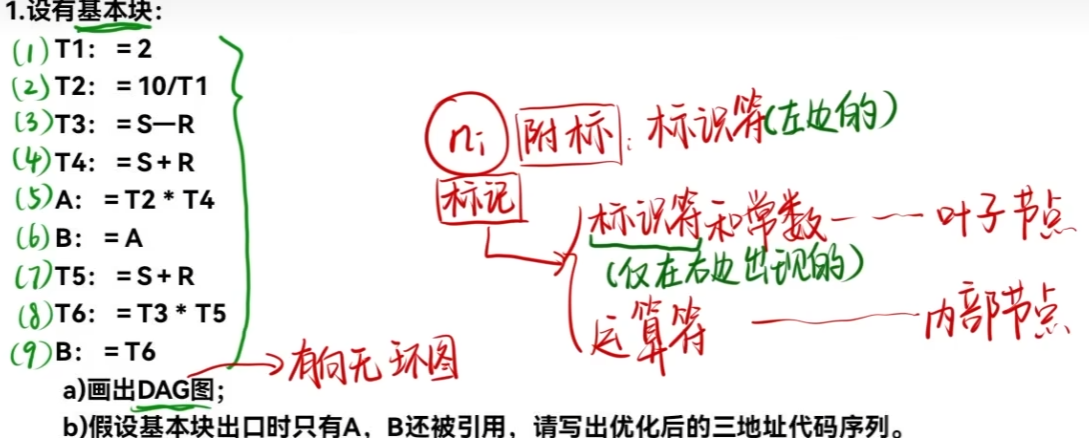 1.设有基本块：
(1) T1： = 2
(2) T2： = 10/T1
(3) T3： = S—R
(4) T4： = S + R
(5) A： = T2 * T4
(6) B： = A
(7) T5： = S + R
(8) T6： = T3 * T5
(9) B： = T6
a)画出DAG图；
b)假设基本块出口时只有A，B还被引用，请写出优化后的三地址代码序列。
有向无环图
ni 附标：标识符(左边的)
标记
标识符和常数——叶子节点
(仅在右边出现的)
运算符——内部节点